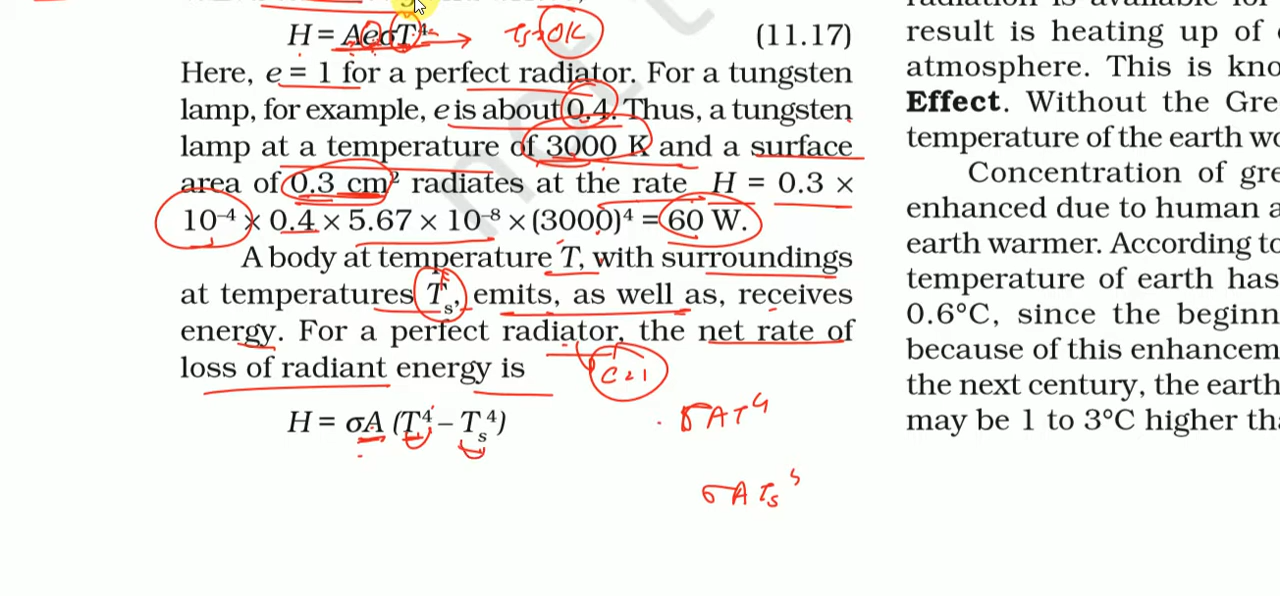 H = AeσT⁴ Ts→0K (11.17)
Here, e = 1 for a perfect radiator. For a tungsten
lamp, for example, e is about 0.4. Thus, a tungsten
lamp at a temperature of 3000 K and a surface
area of 0.3 cm² radiates at the rate H = 0.3 ×
10⁻⁴ × 0.4 × 5.67 × 10⁻⁸ × (3000)⁴ = 60 W.
A body at temperature T, with surroundings
at temperatures Tₛ, emits, as well as, receives
energy. For a perfect radiator, the net rate of
loss of radiant energy is
e=1
H = σA (T⁴ – Tₛ⁴)
σAT⁴
σATₛ
result is heating up of
atmosphere. This is kno
Effect. Without the Gre
temperature of the earth wo
Concentration of gre
enhanced due to human a
earth warmer. According to
temperature of earth has
0.6°C, since the beginn
because of this enhancem
the next century, the earth
may be 1 to 3°C higher tha